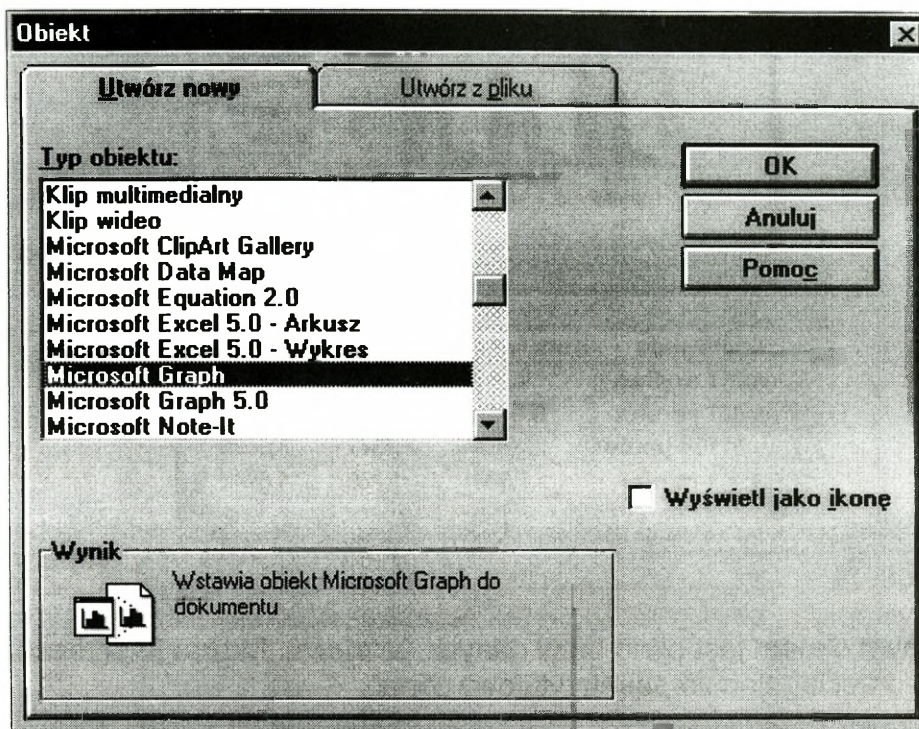 Obiekt
Utwórz nowy
Utwórz z pliku
Typ obiektu:
Klip multimedialny
Klip wideo
Microsoft ClipArt Gallery
Microsoft Data Map
Microsoft Equation 2.0
Microsoft Excel 5.0 - Arkusz
Microsoft Excel 5.0 - Wykres
Microsoft Graph
Microsoft Graph 5.0
Microsoft Note-It
OK
Anuluj
Pomoc
Wyświetl jako ikonę
Wynik
Wstawia obiekt Microsoft Graph do
dokumentu